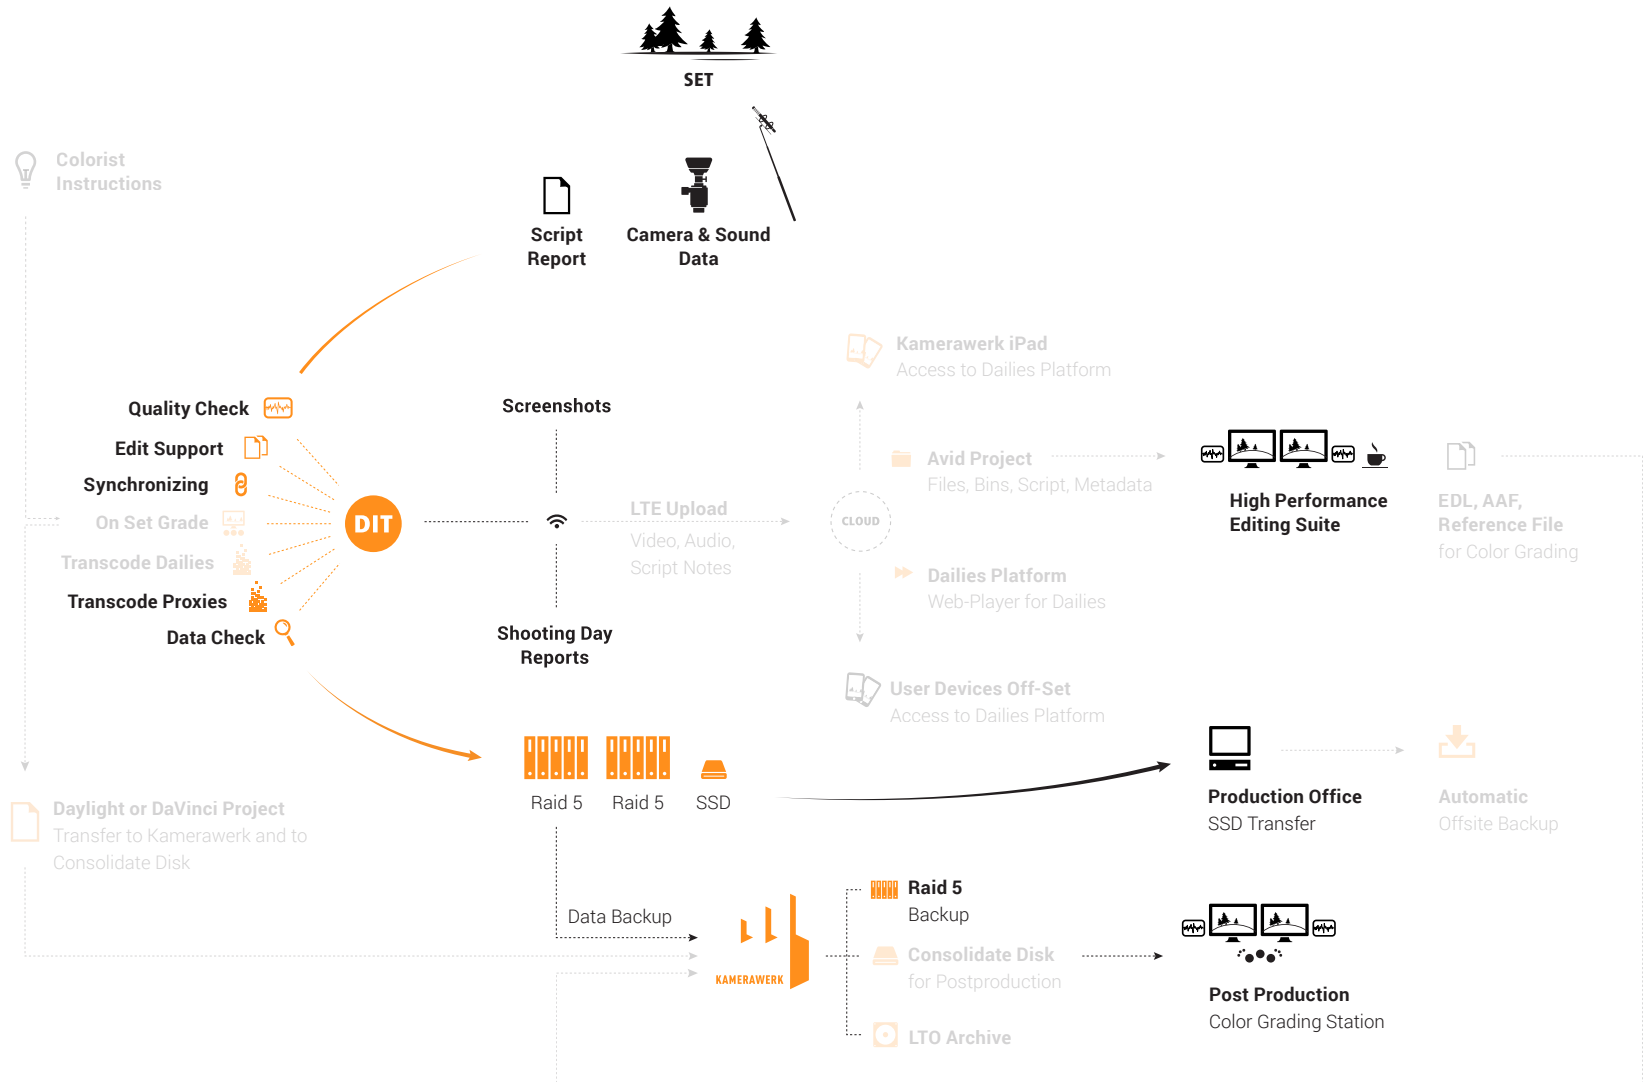 SET
Colorist
Instructions
Script
Report
Camera & Sound
Data
Kamerawerk iPad
Access to Dailies Platform
Quality Check
Edit Support
Synchronizing
On Set Grade
Transcode Dailies
Transcode Proxies
Data Check
DIT
Screenshots
Shooting Day
Reports
LTE Upload
Video, Audio,
Script Notes
CLOUD
Avid Project
Files, Bins, Script, Metadata
Dailies Platform
Web-Player for Dailies
User Devices Off-Set
Access to Dailies Platform
High Performance
Editing Suite
EDL, AAF,
Reference File
for Color Grading
Raid 5
Raid 5
SSD
Production Office
SSD Transfer
Automatic
Offsite Backup
Daylight or DaVinci Project
Transfer to Kamerawerk and to
Consolidate Disk
Data Backup
KAMERAWERK
Raid 5
Backup
Consolidate Disk
for Postproduction
LTO Archive
Post Production
Color Grading Station